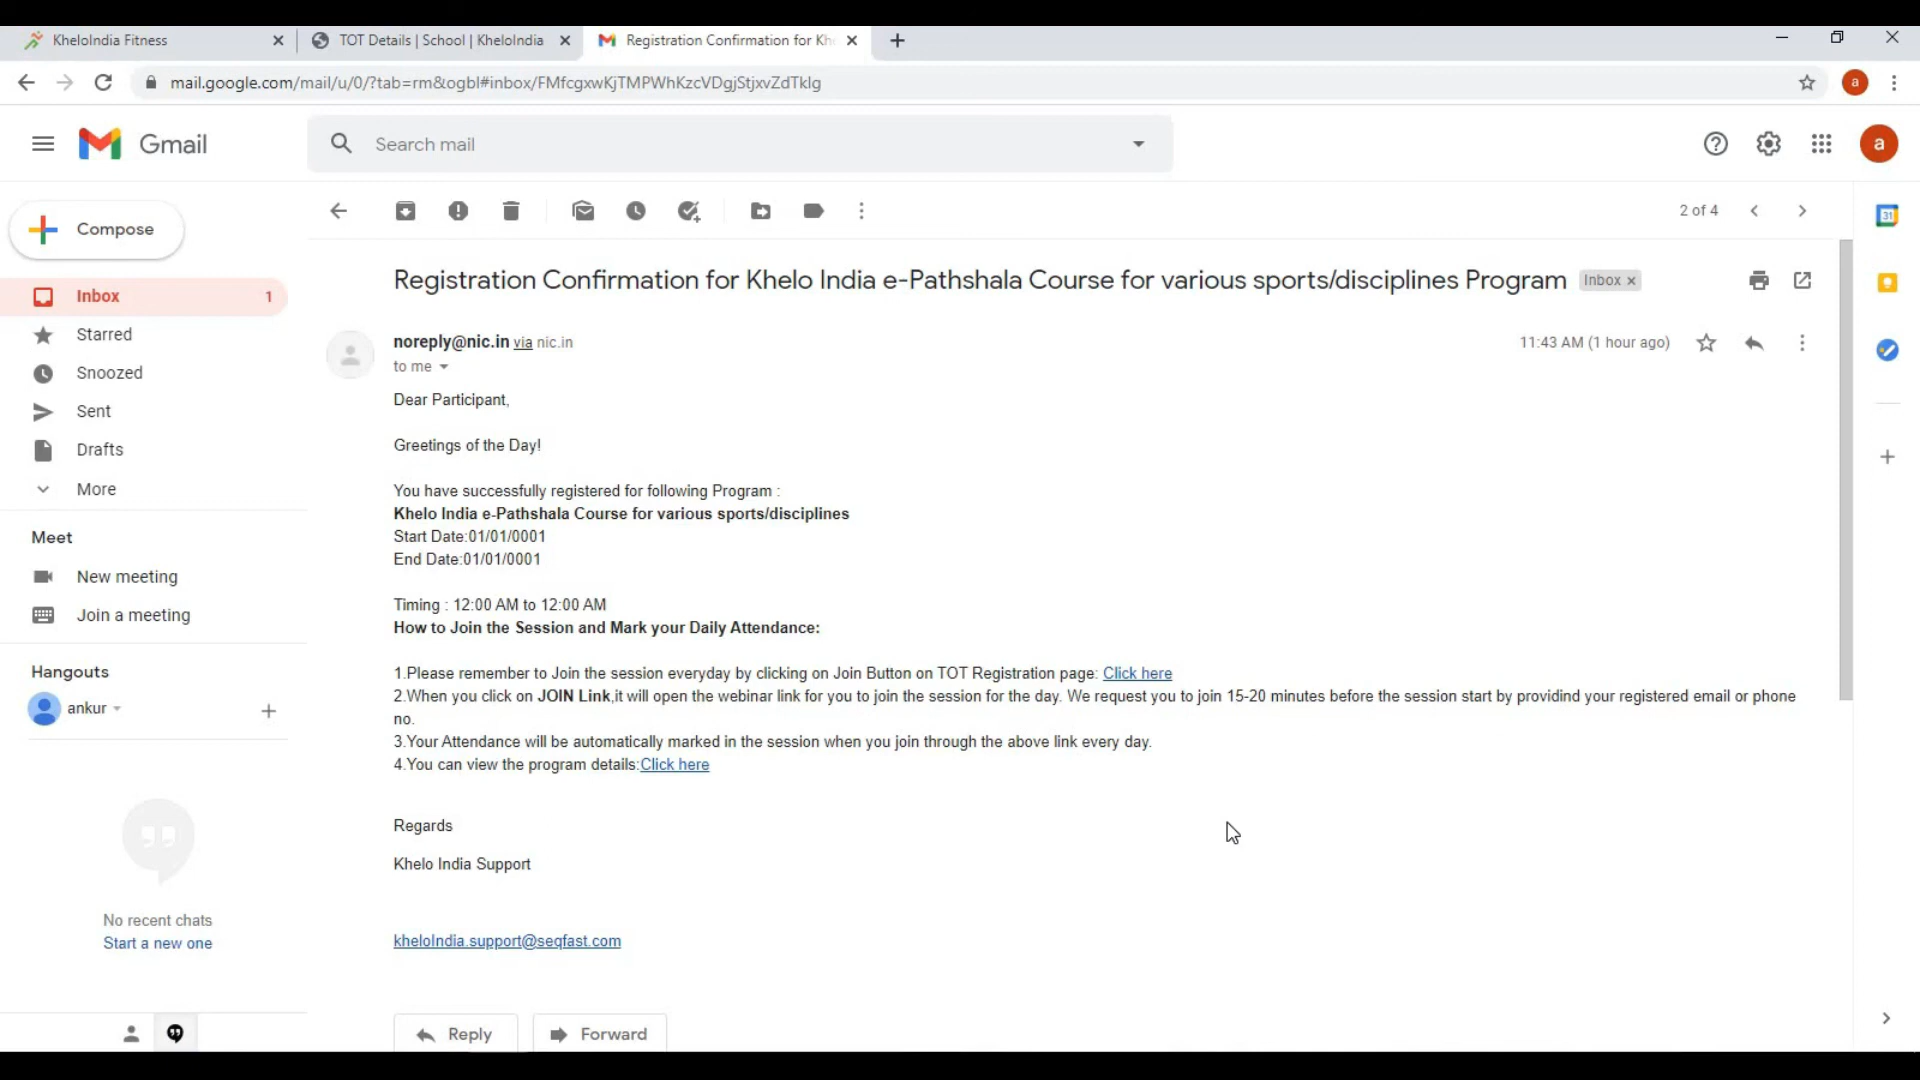 KheloIndia Fitness
TOT Details | School | KheloIndia
Registration Confirmation for Kh
mail.google.com/mail/u/0/?tab=rm&ogbl#inbox/FMfcgxwKjTMPWhKzcVDgjStjxvZdTklg
a
Gmail
Search mail
a
Compose
2 of 4
31
Inbox 1
Starred
Snoozed
Sent
Drafts
More
Meet
New meeting
Join a meeting
Hangouts
ankur
No recent chats
Start a new one
Registration Confirmation for Khelo India e-Pathshala Course for various sports/disciplines Program Inbox x
noreply@nic.in via nic.in
11:43 AM (1 hour ago)
to me
Dear Participant,
Greetings of the Day!
You have successfully registered for following Program :
Khelo India e-Pathshala Course for various sports/disciplines
Start Date:01/01/0001
End Date:01/01/0001
Timing : 12:00 AM to 12:00 AM
How to Join the Session and Mark your Daily Attendance:
1.Please remember to Join the session everyday by clicking on Join Button on TOT Registration page: Click here
2.When you click on JOIN Link,it will open the webinar link for you to join the session for the day. We request you to join 15-20 minutes before the session start by providind your registered email or phone
no.
3.Your Attendance will be automatically marked in the session when you join through the above link every day.
4.You can view the program details:Click here
Regards
Khelo India Support
kheloIndia.support@seqfast.com
Reply
Forward